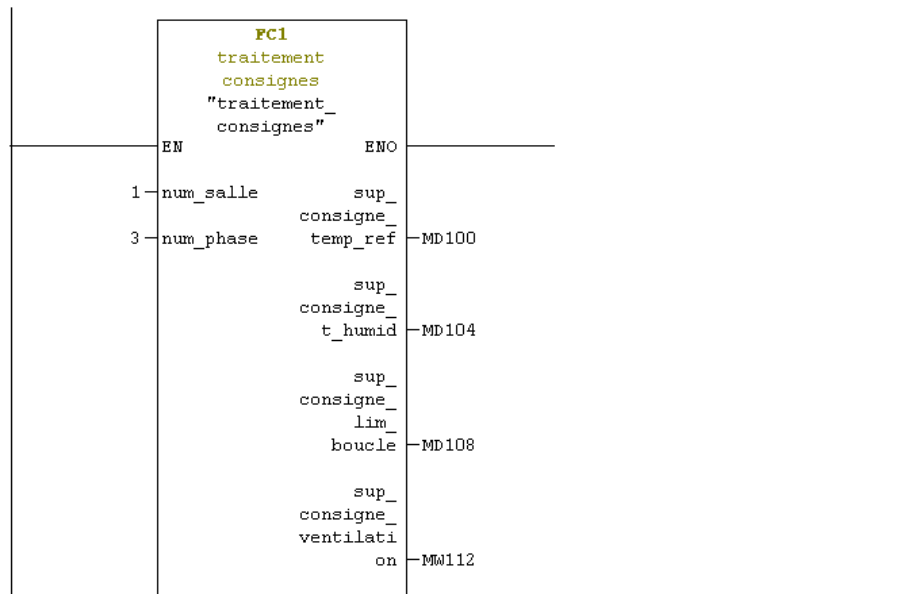 FC1
traitement
consignes
"traitement_
consignes"
EN ENO
1 num_salle sup_
consigne_
3 num_phase temp_ref MD100
sup_
consigne_
t_humid MD104
sup_
consigne_
lim_
boucle MD108
sup_
consigne_
ventilati
on MW112